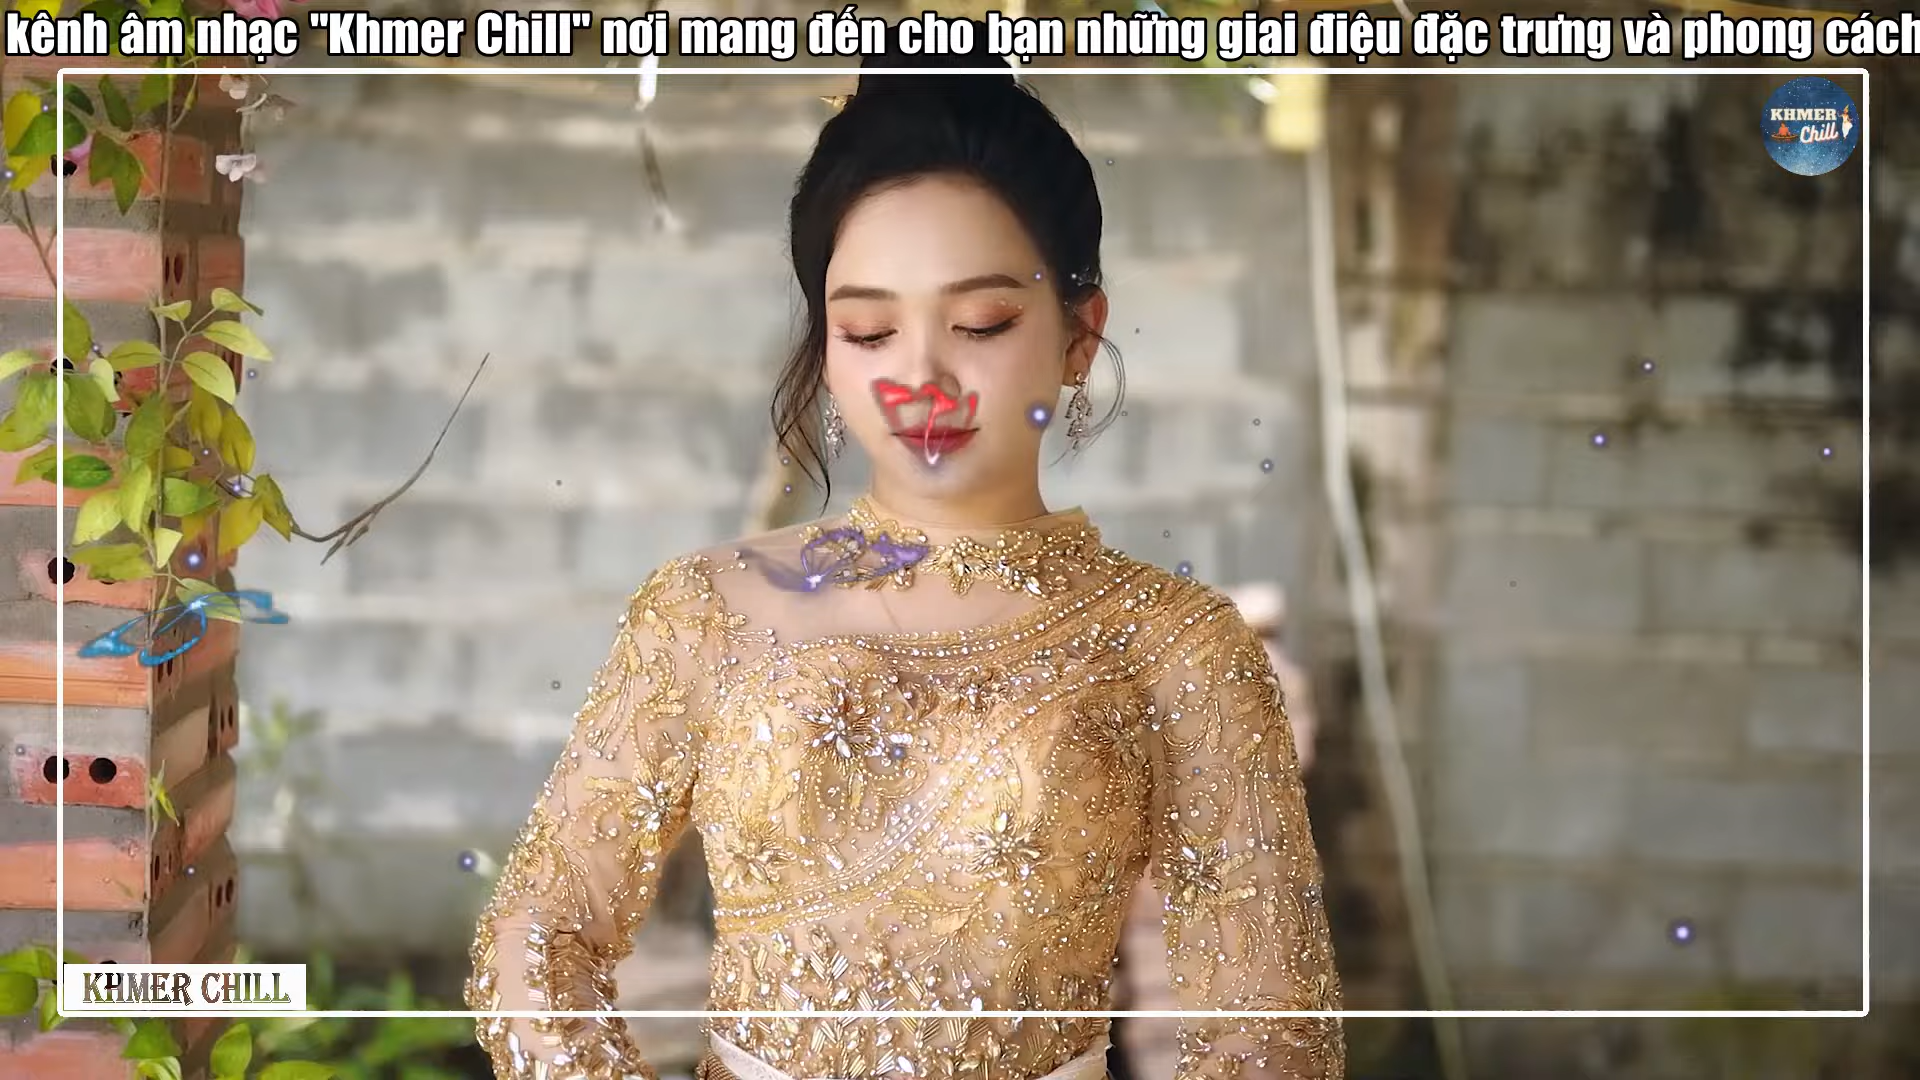 kênh âm nhạc "Khmer Chill" nơi mang đến cho bạn những giai điệu đặc trưng và phong cách
KHMER
Chill
KHMER CHILL